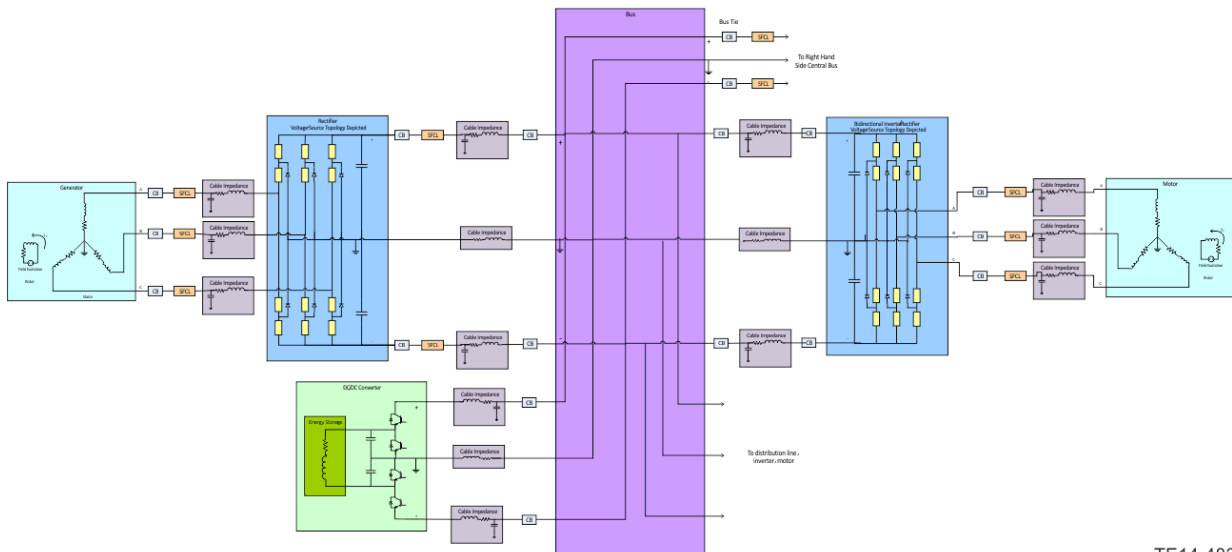 Bus
Bus Tie
CB
SFCL
+
To Right Hand
Side Central Bus
-
CB
SFCL
Rectifier
Voltage Source Topology Depicted
+
CB
SFCL
Cable Impedance
CB
+
CB
Cable Impedance
CB
Bidirectional Inverter/Rectifier
Voltage Source Topology Depicted
Generator
A
CB
SFCL
Cable Impedance
B
CB
SFCL
Cable Impedance
C
CB
SFCL
Cable Impedance
Field Excitation
Rotor
Stator
Cable Impedance
Cable Impedance
A
CB
SFCL
Cable Impedance
A
Motor
B
CB
SFCL
Cable Impedance
B
C
CB
SFCL
Cable Impedance
C
Field Excitation
Rotor
-
CB
SFCL
Cable Impedance
CB
-
CB
Cable Impedance
CB
-
DC/DC Converter
Energy Storage
+
Cable Impedance
CB
Cable Impedance
-
Cable Impedance
CB
To distribution line,
inverter, motor